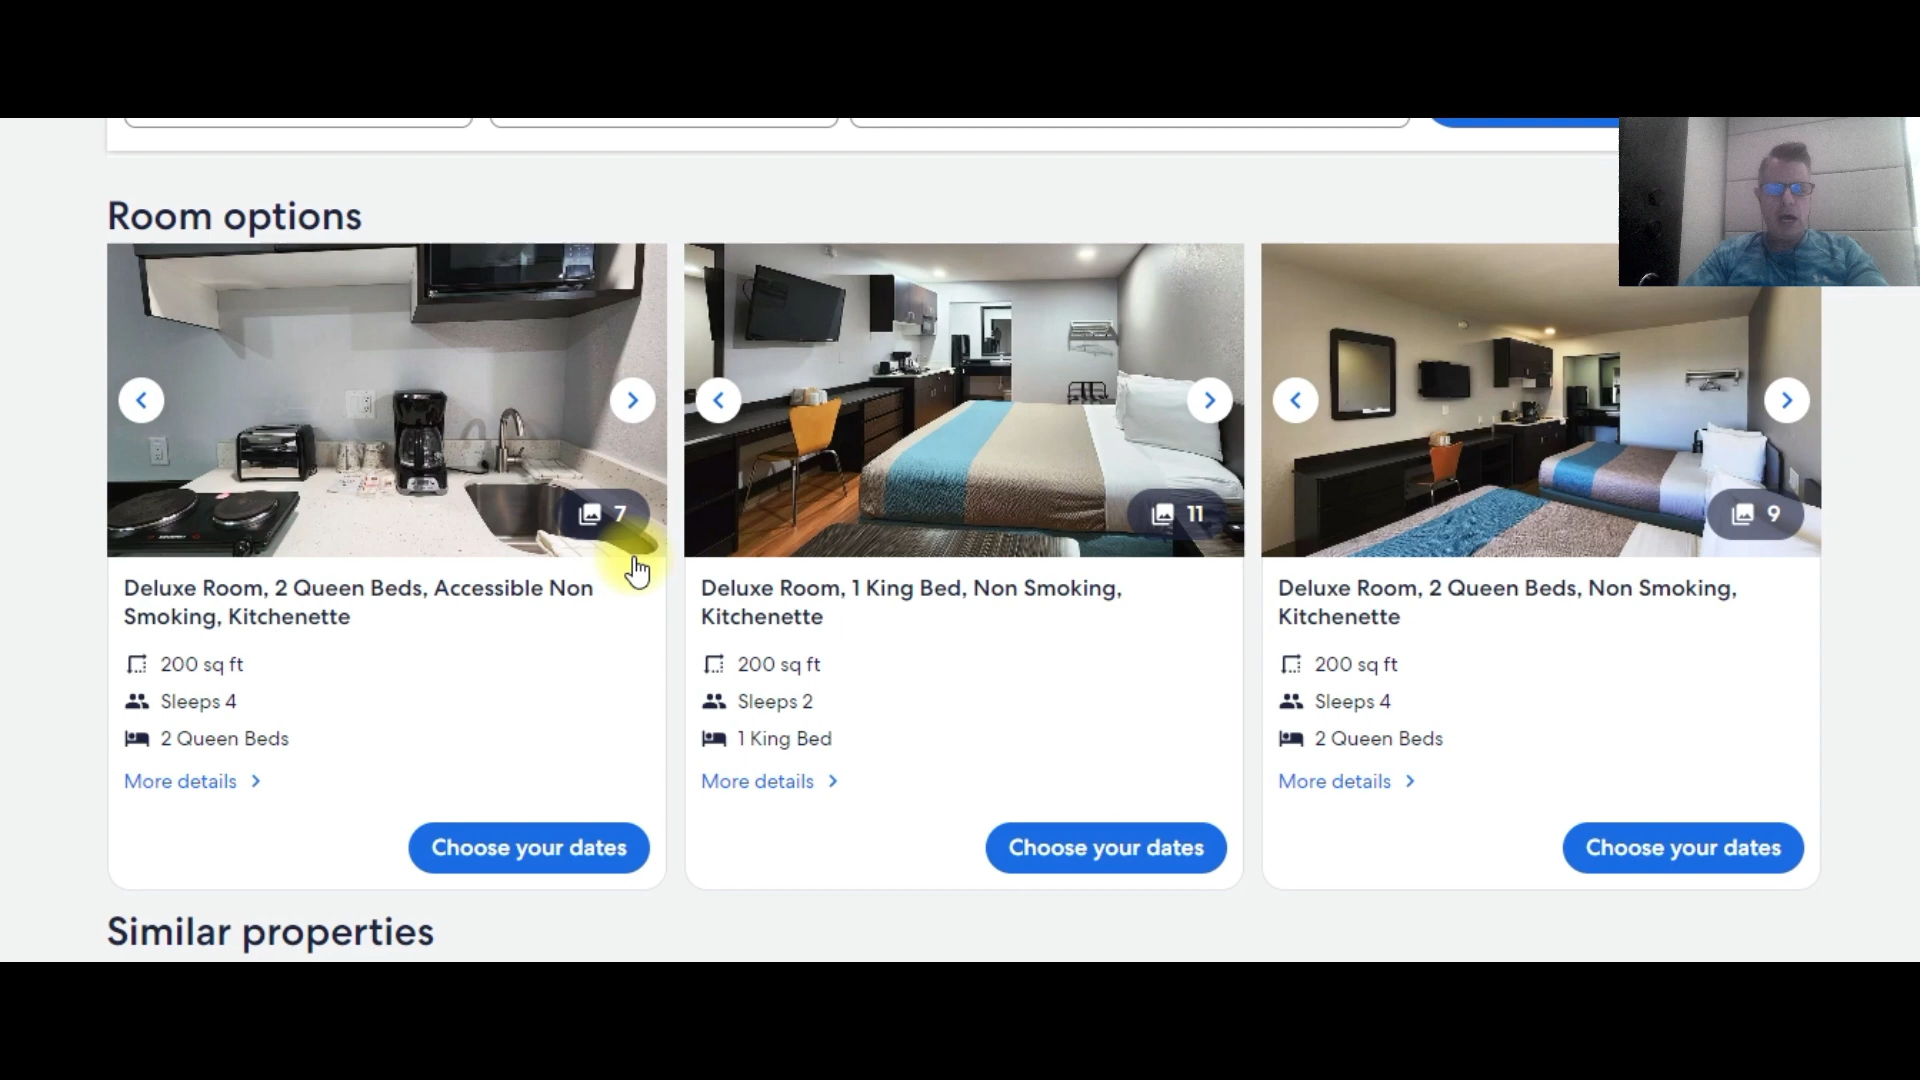 Room options
7
11
9
Deluxe Room, 2 Queen Beds, Accessible Non
Smoking, Kitchenette
200 sq ft
Sleeps 4
2 Queen Beds
More details
Choose your dates
Deluxe Room, 1 King Bed, Non Smoking,
Kitchenette
200 sq ft
Sleeps 2
1 King Bed
More details
Choose your dates
Deluxe Room, 2 Queen Beds, Non Smoking,
Kitchenette
200 sq ft
Sleeps 4
2 Queen Beds
More details
Choose your dates
Similar properties